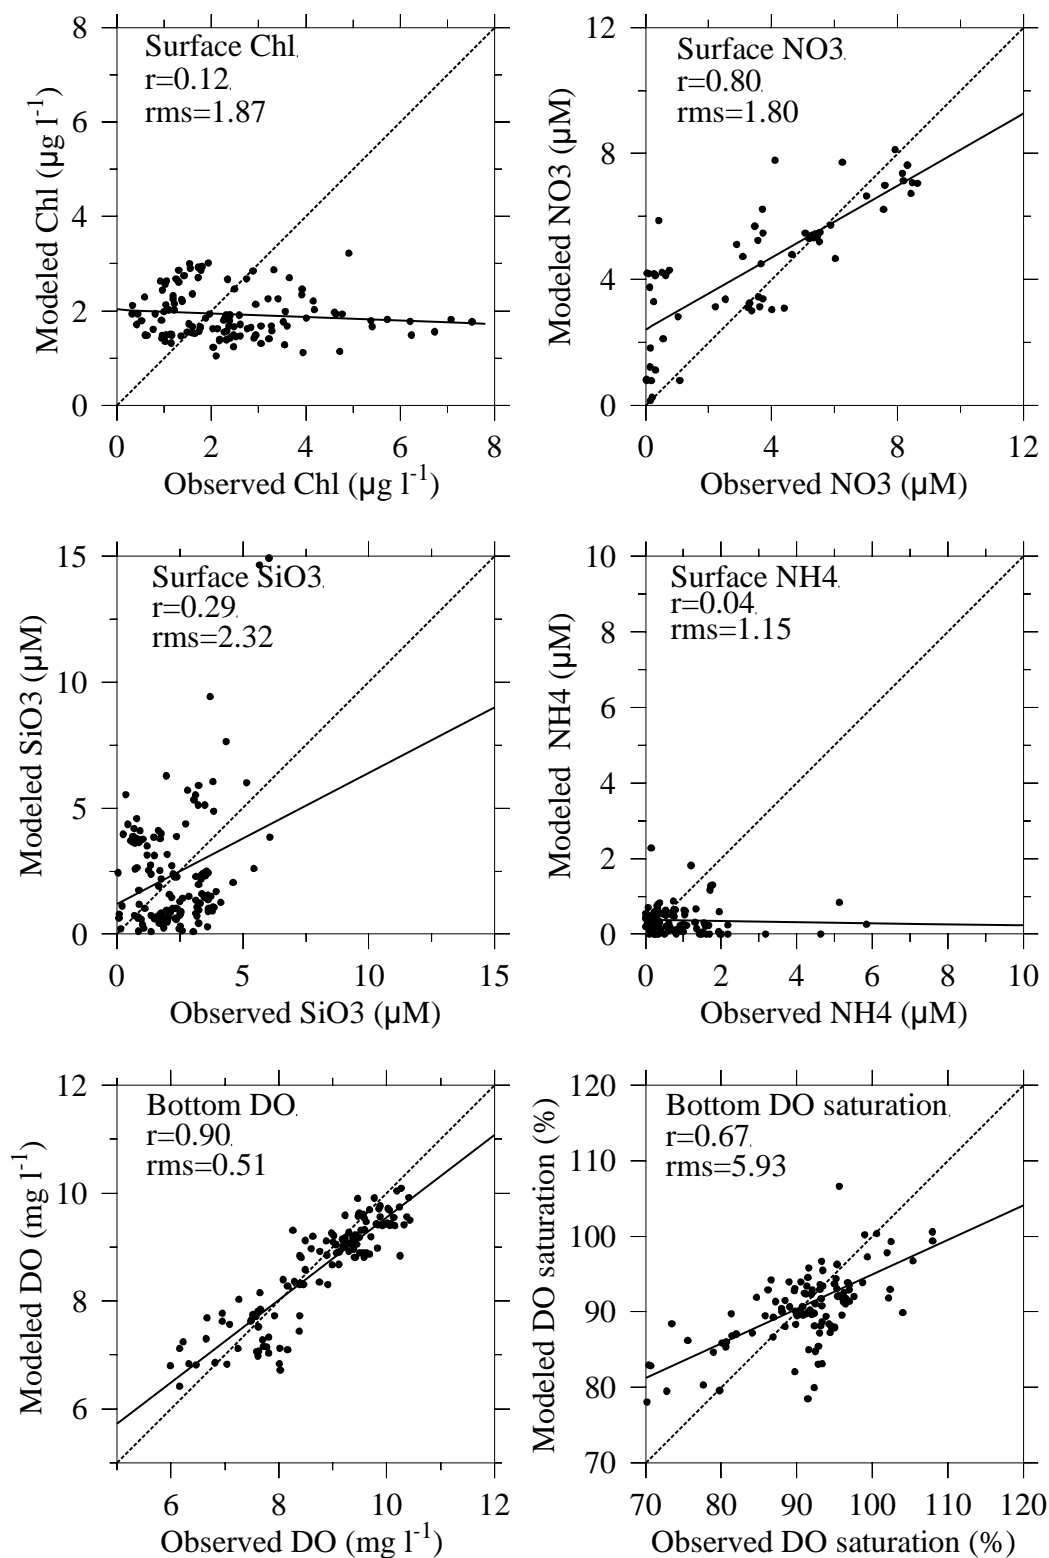 Surface Chl
r=0.12
rms=1.87
8
6
4
2
0
0 2 4 6 8
Modeled Chl (µg l-1)
Observed Chl (µg l-1)
Surface NO3
r=0.80
rms=1.80
12
8
4
0
0 4 8 12
Modeled NO3 (µM)
Observed NO3 (µM)
Surface SiO3
r=0.29
rms=2.32
15
10
5
0
0 5 10 15
Modeled SiO3 (µM)
Observed SiO3 (µM)
Surface NH4
r=0.04
rms=1.15
10
8
6
4
2
0
0 2 4 6 8 10
Modeled NH4 (µM)
Observed NH4 (µM)
Bottom DO
r=0.90
rms=0.51
12
10
8
6
6 8 10 12
Modeled DO (mg l-1)
Observed DO (mg l-1)
Bottom DO saturation
r=0.67
rms=5.93
120
110
100
90
80
70
70 80 90 100 110 120
Modeled DO saturation (%)
Observed DO saturation (%)